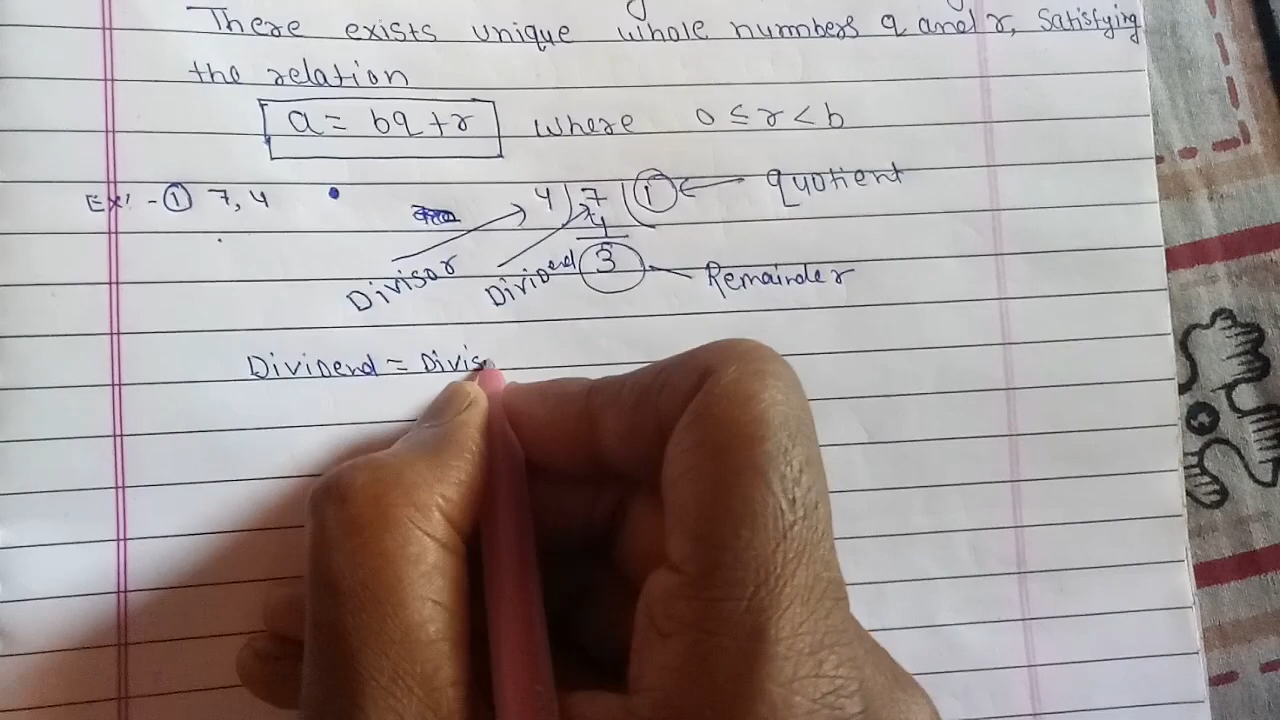 There exists unique whole numbers q and r, satisfying
the relation
a = bq + r where 0 ≤ r < b
Ex! - ① 7, 4 4 ) 7 ( 1 ← quotient
4
Divisor Dividend 3 Remainder
Dividend = Divis